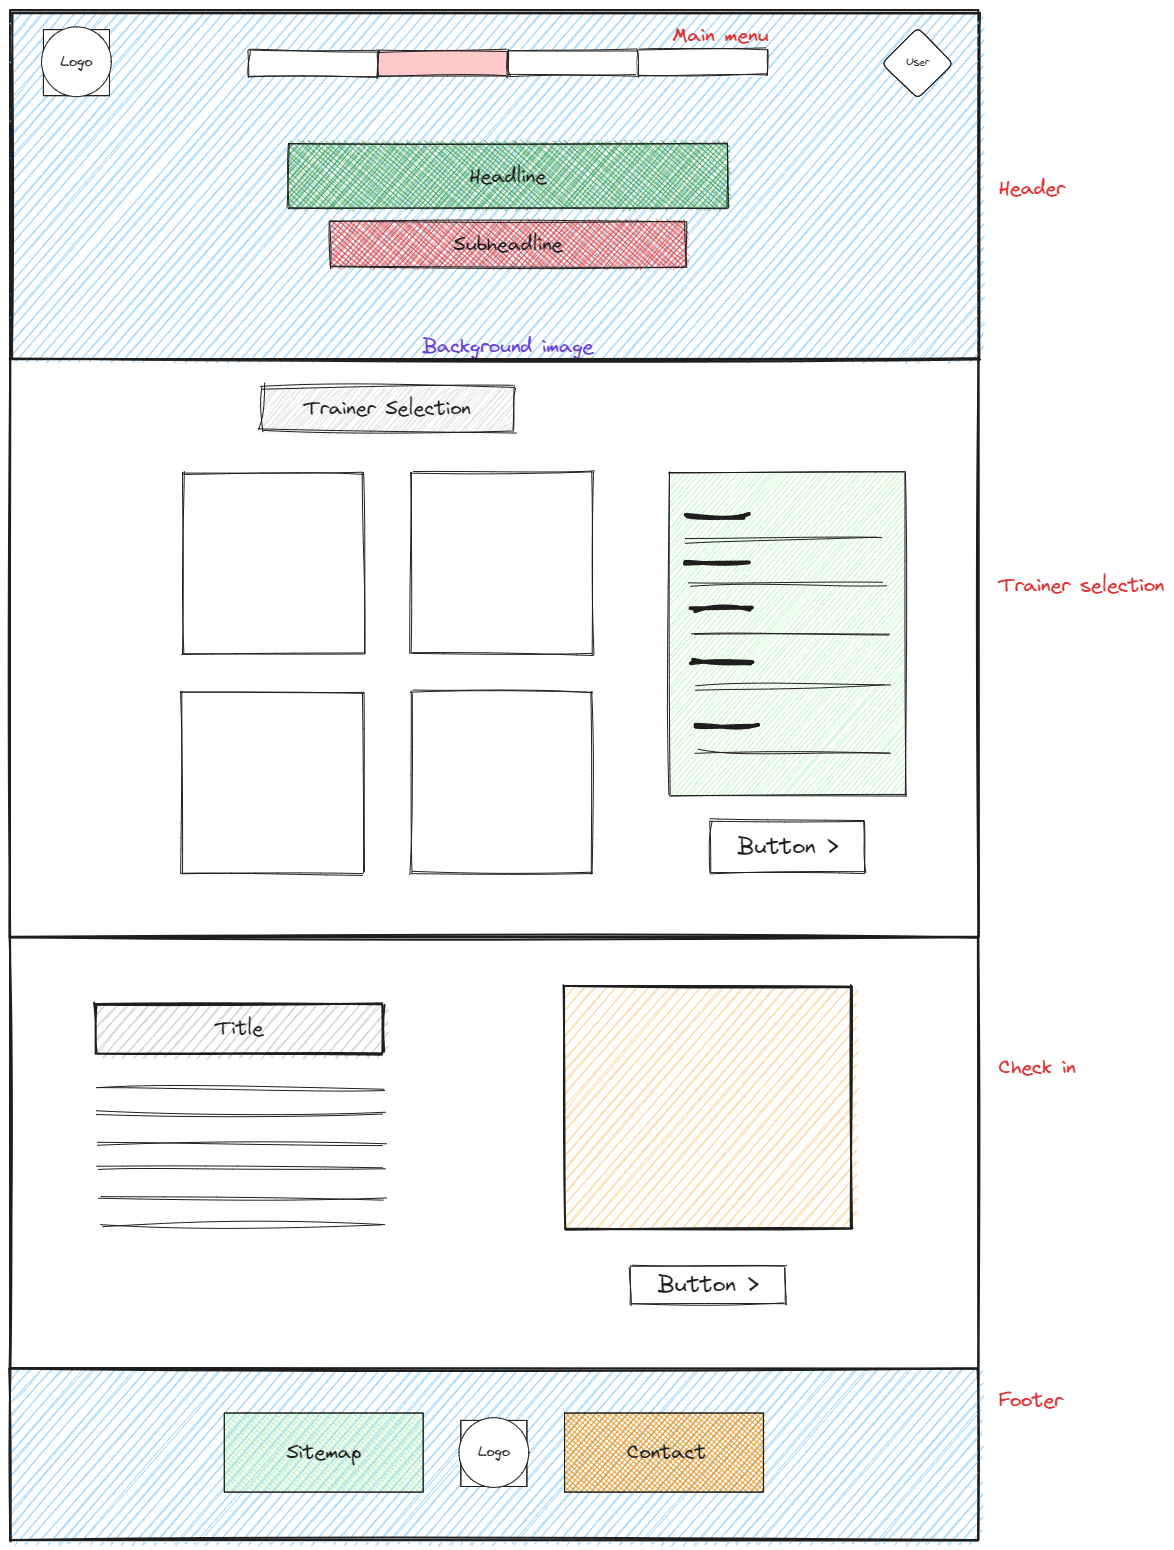 Main menu
Logo
User
Headline
Header
Subheadline
Background image
Trainer Selection
Trainer selection
Button >
Title
Check in
Button >
Footer
Sitemap
Logo
Contact